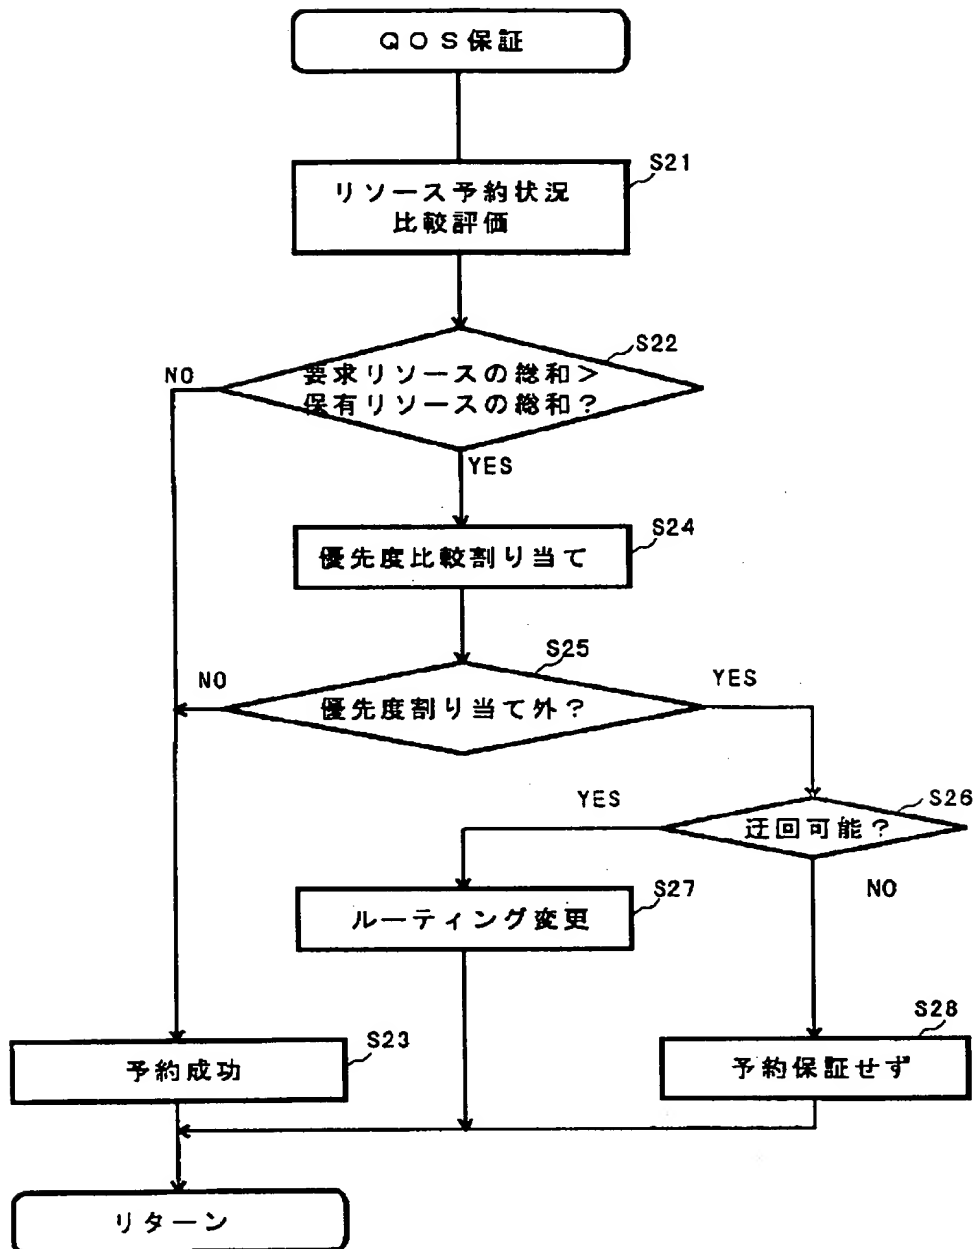 QOS保証
S21
リソース予約状況
比較評価
S22
NO
要求リソースの総和>
保有リソースの総和?
YES
S24
優先度比較割り当て
S25
NO
YES
優先度割り当て外?
YES
S26
迂回可能?
S27
NO
ルーティング変更
S28
S23
予約成功
予約保証せず
リターン